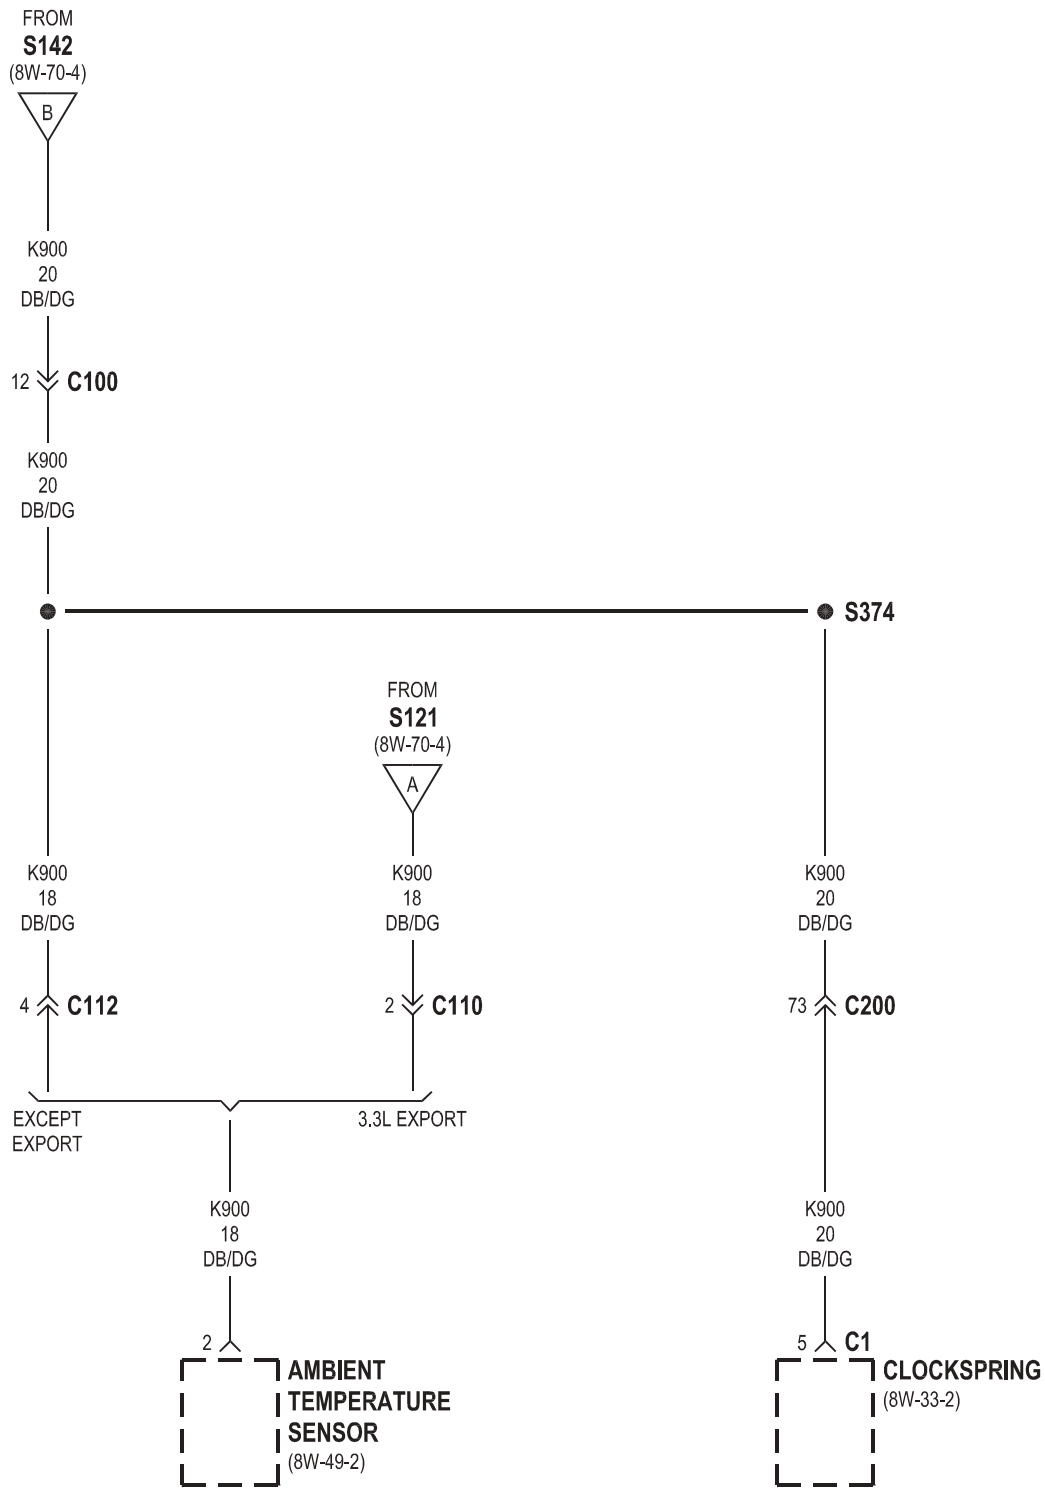 FROM
S142
(8W-70-4)
B
K900
20
DB/DG
12 C100
K900
20
DB/DG
S374
FROM
S121
(8W-70-4)
A
K900
18
DB/DG
K900
18
DB/DG
K900
20
DB/DG
4 C112
2 C110
73 C200
EXCEPT
EXPORT
3.3L EXPORT
K900
18
DB/DG
K900
20
DB/DG
2
5 C1
AMBIENT
TEMPERATURE
SENSOR
(8W-49-2)
CLOCKSPRING
(8W-33-2)